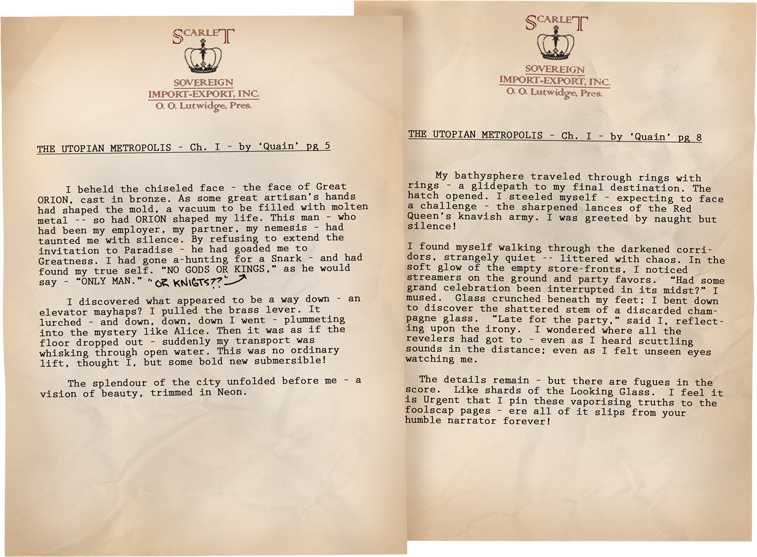 SCARLET
SOVEREIGN
IMPORT-EXPORT, INC.
O. O. Lutwidge, Pres.
THE UTOPIAN METROPOLIS - Ch. I - by ‘Quain’ pg 5
I beheld the chiseled face - the face of Great
ORION, cast in bronze. As some great artisan's hands
had shaped the mold, a vacuum to be filled with molten
metal -- so had ORION shaped my life. This man - who
had been my employer, my partner, my nemesis - had
taunted me with silence. By refusing to extend the
invitation to Paradise - he had goaded me to
Greatness. I had gone a-hunting for a Snark - and had
found my true self. “NO GODS OR KINGS,” as he would
say - “ONLY MAN.” “OR KNIGTS??”
I discovered what appeared to be a way down - an
elevator mayhaps? I pulled the brass lever. It
lurched - and down, down, down I went - plummeting
into the mystery like Alice. Then it was as if the
floor dropped out - suddenly my transport was
whisking through open water. This was no ordinary
lift, thought I, but some bold new submersible!
The splendour of the city unfolded before me - a
vision of beauty, trimmed in Neon.
SCARLET
SOVEREIGN
IMPORT-EXPORT, INC.
O. O. Lutwidge, Pres.
THE UTOPIAN METROPOLIS - Ch. I - by ‘Quain’ pg 8
My bathysphere traveled through rings with
rings - a glidepath to my final destination. The
hatch opened. I steeled myself - expecting to face
a challenge - the sharpened lances of the Red
Queen's knavish army. I was greeted by naught but
silence!
I found myself walking through the darkened corri-
dors, strangely quiet -- littered with chaos. In the
soft glow of the empty store-fronts, I noticed
streamers on the ground and party favors. “Had some
grand celebration been interrupted in its midst?” I
mused. Glass crunched beneath my feet; I bent down
to discover the shattered stem of a discarded cham-
pagne glass. “Late for the party,” said I, reflect-
ing upon the irony. I wondered where all the
revelers had got to - even as I heard scuttling
sounds in the distance; even as I felt unseen eyes
watching me.
The details remain - but there are fugues in the
score. Like shards of the Looking Glass. I feel it
is Urgent that I pin these vaporising truths to the
foolscap pages - ere all of it slips from your
humble narrator forever!